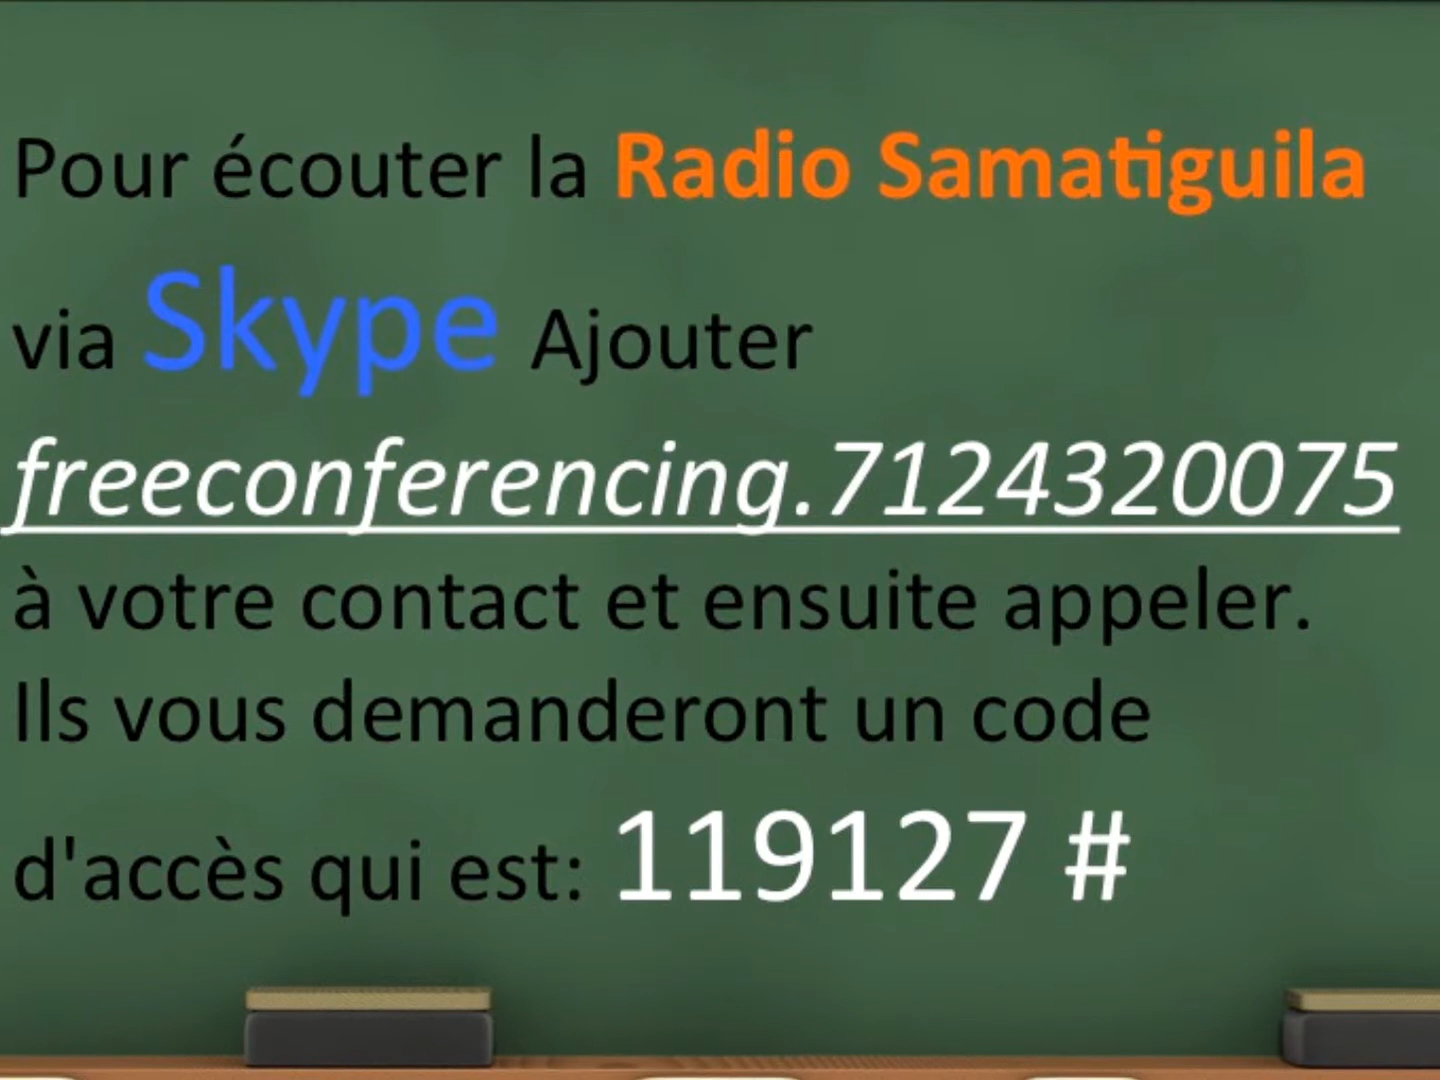 Pour écouter la Radio Samatiguila
via Skype Ajouter
freeconferencing.7124320075
à votre contact et ensuite appeler.
Ils vous demanderont un code
d'accès qui est: 119127 #